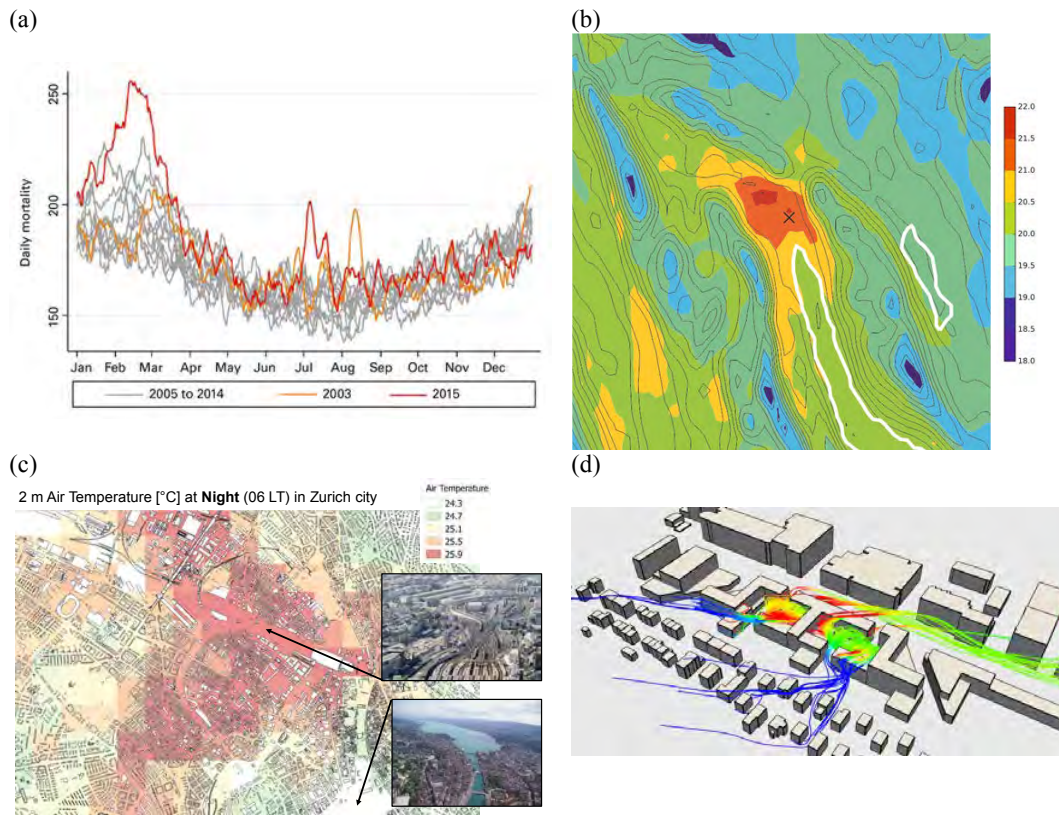 (a)
250
200
150
Daily mortality
Jan Feb Mar Apr May Jun Jul Aug Sep Oct Nov Dec
2005 to 2014 2003 2015
(b)
22.0
21.5
21.0
20.5
20.0
19.5
19.0
18.5
18.0
(c)
2 m Air Temperature [°C] at Night (06 LT) in Zurich city
Air Temperature
24.3
24.7
25.1
25.5
25.9
(d)